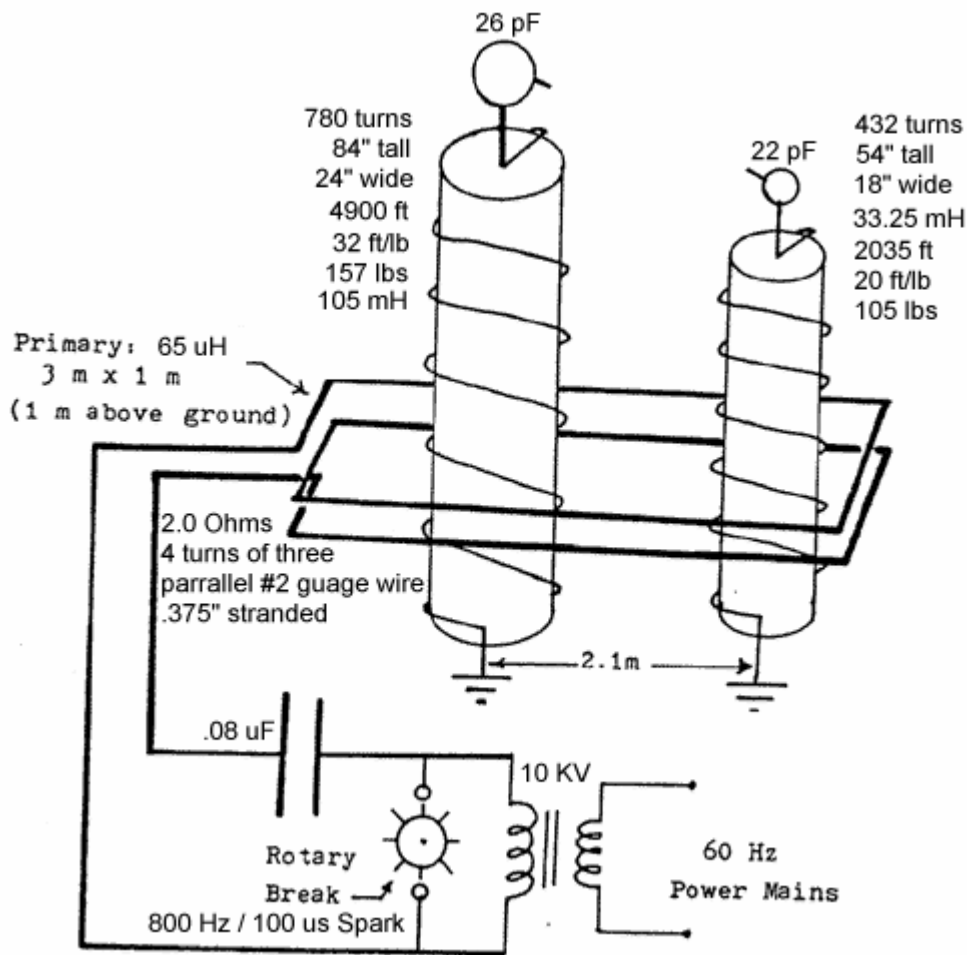 26 pF
780 turns
84" tall
24" wide
4900 ft
32 ft/lb
157 lbs
105 mH
22 pF
432 turns
54" tall
18" wide
33.25 mH
2035 ft
20 ft/lb
105 lbs
Primary: 65 uH
3 m x 1 m
(1 m above ground)
2.0 Ohms
4 turns of three
parrallel #2 guage wire
.375" stranded
2.1m
.08 uF
10 KV
Rotary
Break
800 Hz / 100 us Spark
60 Hz
Power Mains